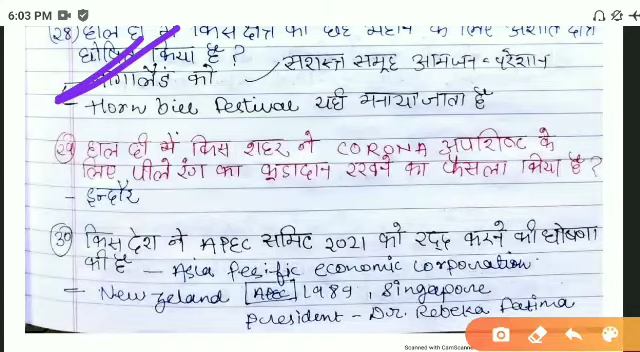 6:03 PM
(28) हाल ही में किस क्षेत्र को छह महीने के लिए अशांत क्षेत्र
घोषित किया है?
- नागालैंड को सशस्त्र समूह आमजन - परेशान
- Horn bill Festival यहाँ मनाया जाता है
(29) हाल ही में किस शहर ने CORONA अपशिष्ट के
लिए पीले रंग का कूडादान रखने का फैसला किया है?
- इन्दौर
(30) किस देश ने APEC समिट 2021 को रद्द करने की घोषणा
की है - Asia Pesific economic corporation
- New Zeland [APEC] 1989, Singapore
President - Dr. Rebeka Fatima
Scanned with CamScanner